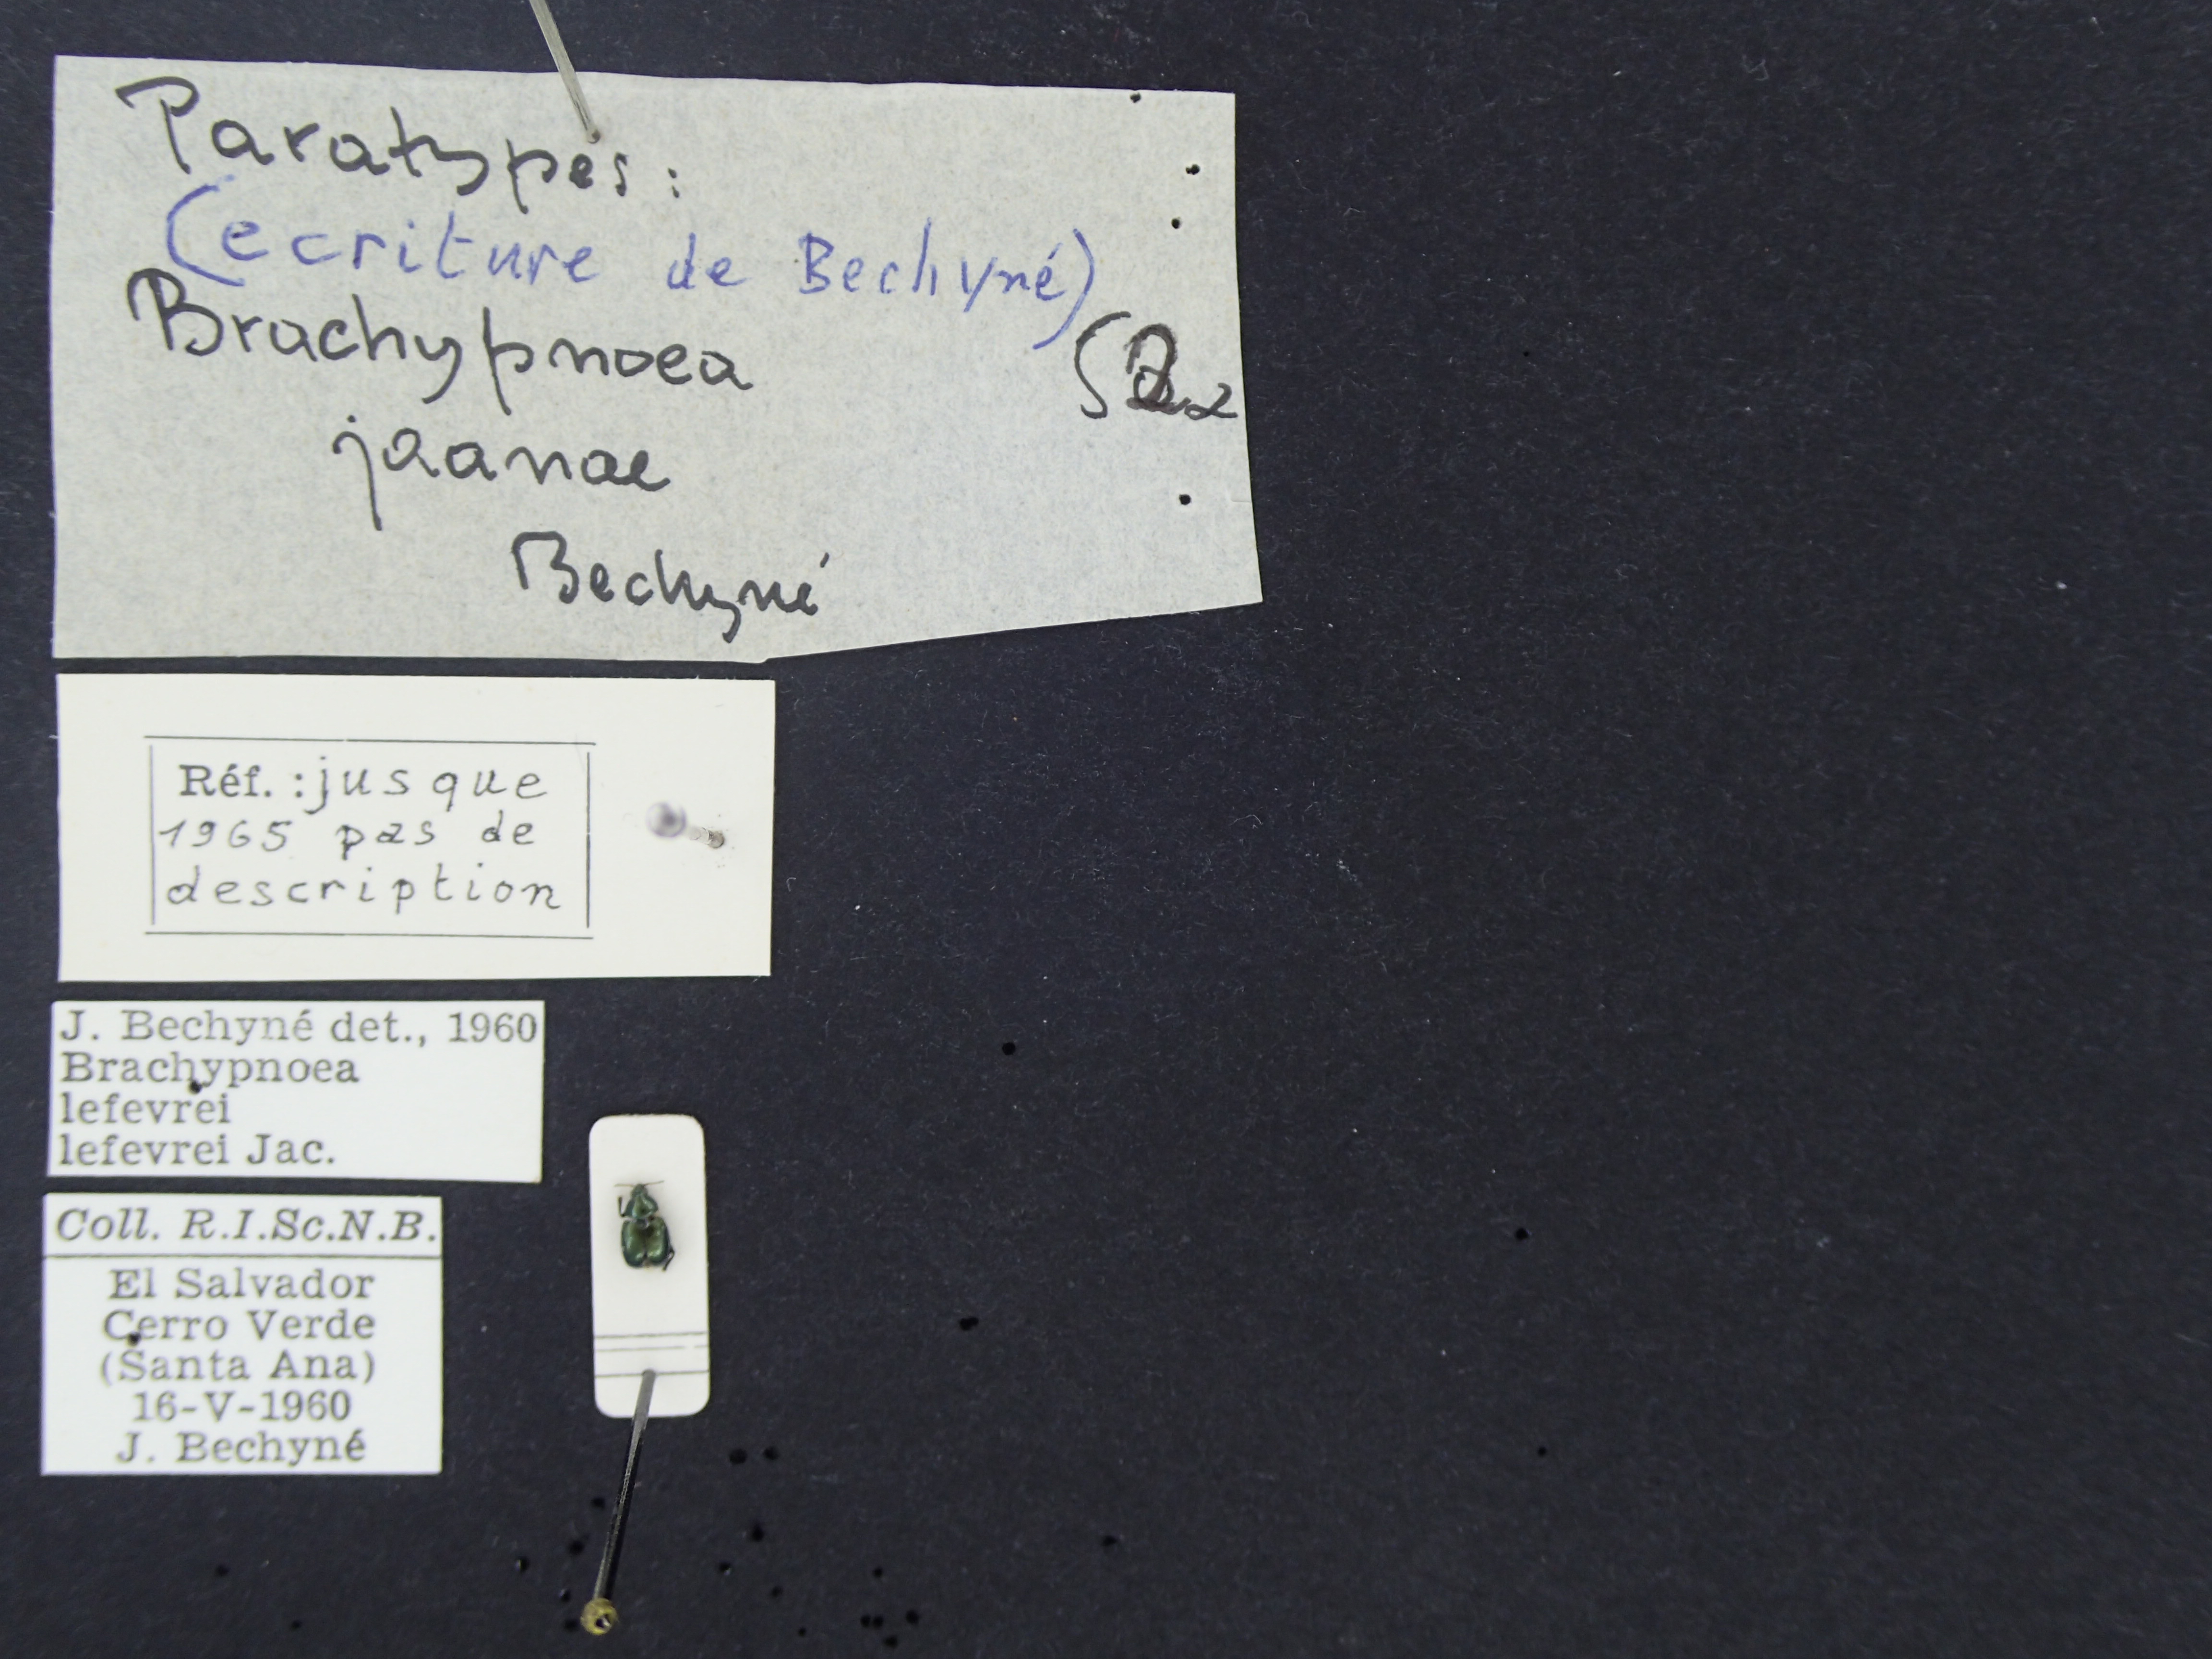 Paratypes:
(ecriture de Bechyné)
Brachypnoea
jaanae
Bechyné
Réf. : jusque
1965 pas de
description
J. Bechyné det., 1960
Brachypnoea
lefevrei
lefevrei Jac.
Coll. R.I.Sc.N.B.
El Salvador
Cerro Verde
(Santa Ana)
16-V-1960
J. Bechyné